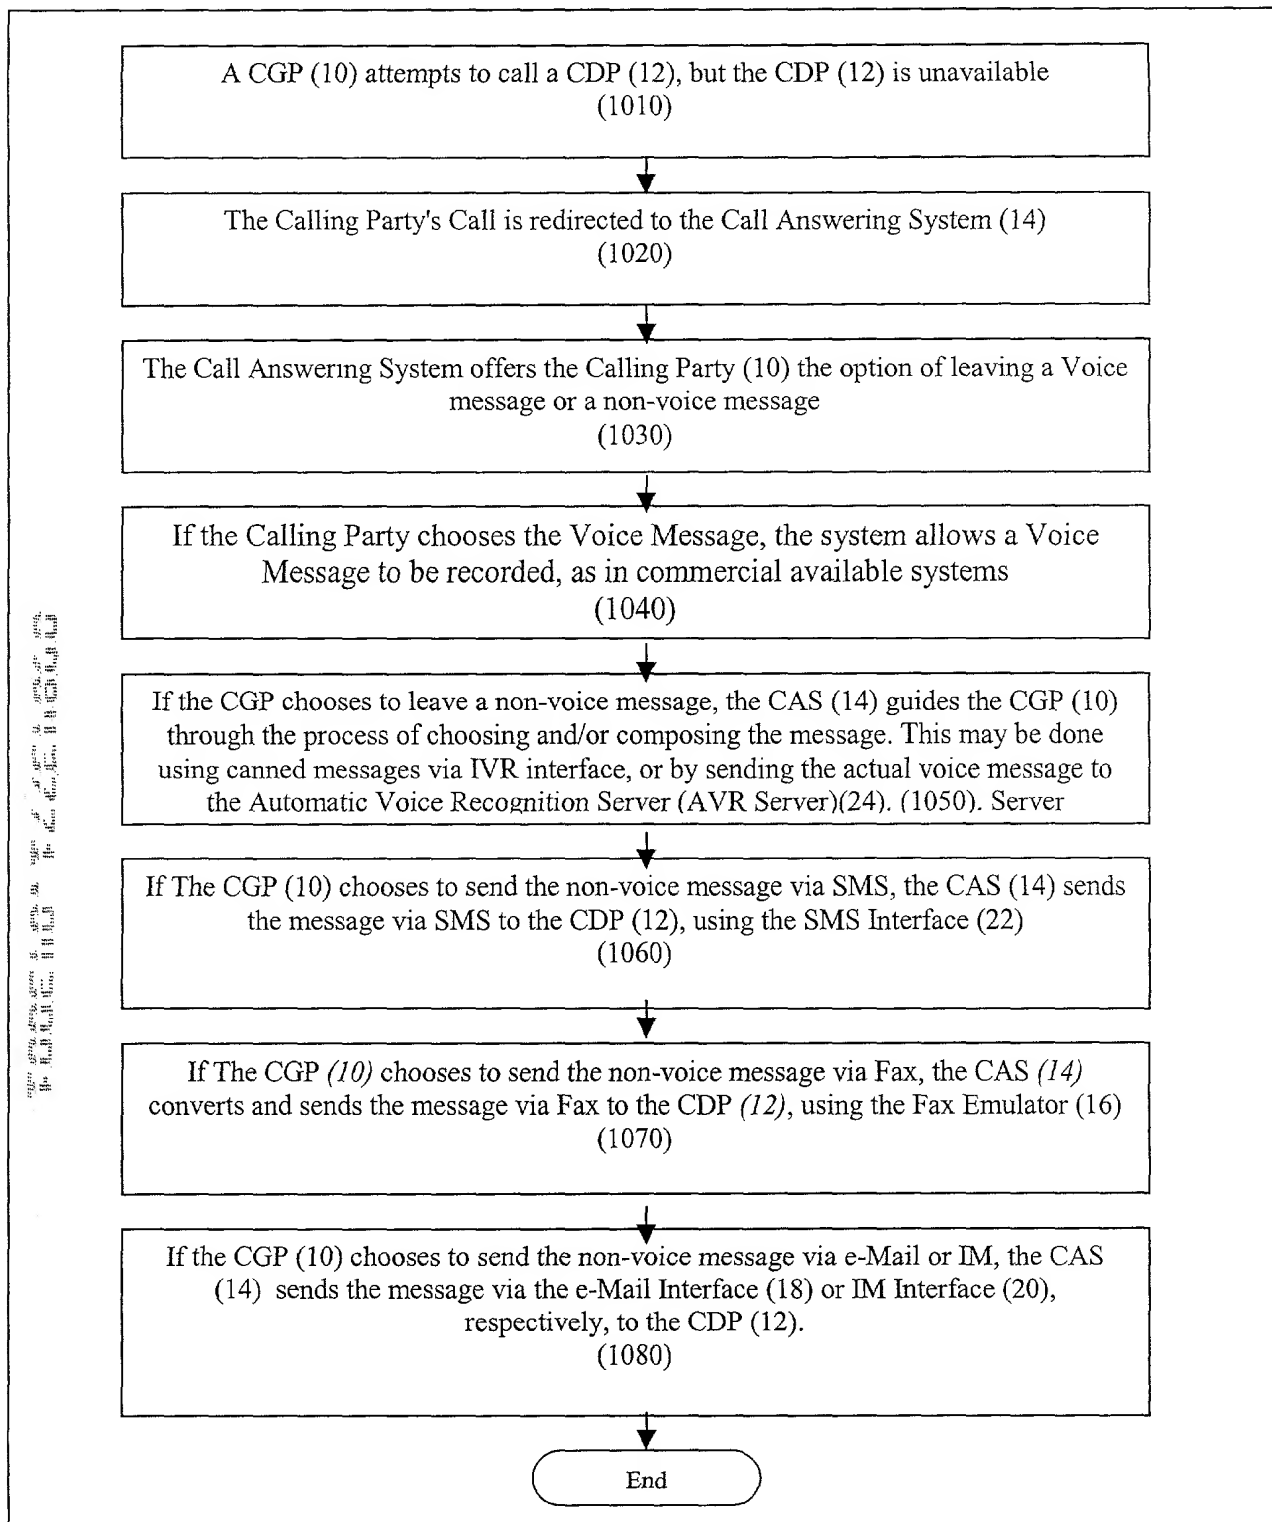 A CGP (10) attempts to call a CDP (12), but the CDP (12) is unavailable
(1010)
The Calling Party's Call is redirected to the Call Answering System (14)
(1020)
The Call Answering System offers the Calling Party (10) the option of leaving a Voice
message or a non-voice message
(1030)
If the Calling Party chooses the Voice Message, the system allows a Voice
Message to be recorded, as in commercial available systems
(1040)
If the CGP chooses to leave a non-voice message, the CAS (14) guides the CGP (10)
through the process of choosing and/or composing the message. This may be done
using canned messages via IVR interface, or by sending the actual voice message to
the Automatic Voice Recognition Server (AVR Server)(24). (1050). Server
If The CGP (10) chooses to send the non-voice message via SMS, the CAS (14) sends
the message via SMS to the CDP (12), using the SMS Interface (22)
(1060)
If The CGP (10) chooses to send the non-voice message via Fax, the CAS (14)
converts and sends the message via Fax to the CDP (12), using the Fax Emulator (16)
(1070)
If the CGP (10) chooses to send the non-voice message via e-Mail or IM, the CAS
(14) sends the message via the e-Mail Interface (18) or IM Interface (20),
respectively, to the CDP (12).
(1080)
End